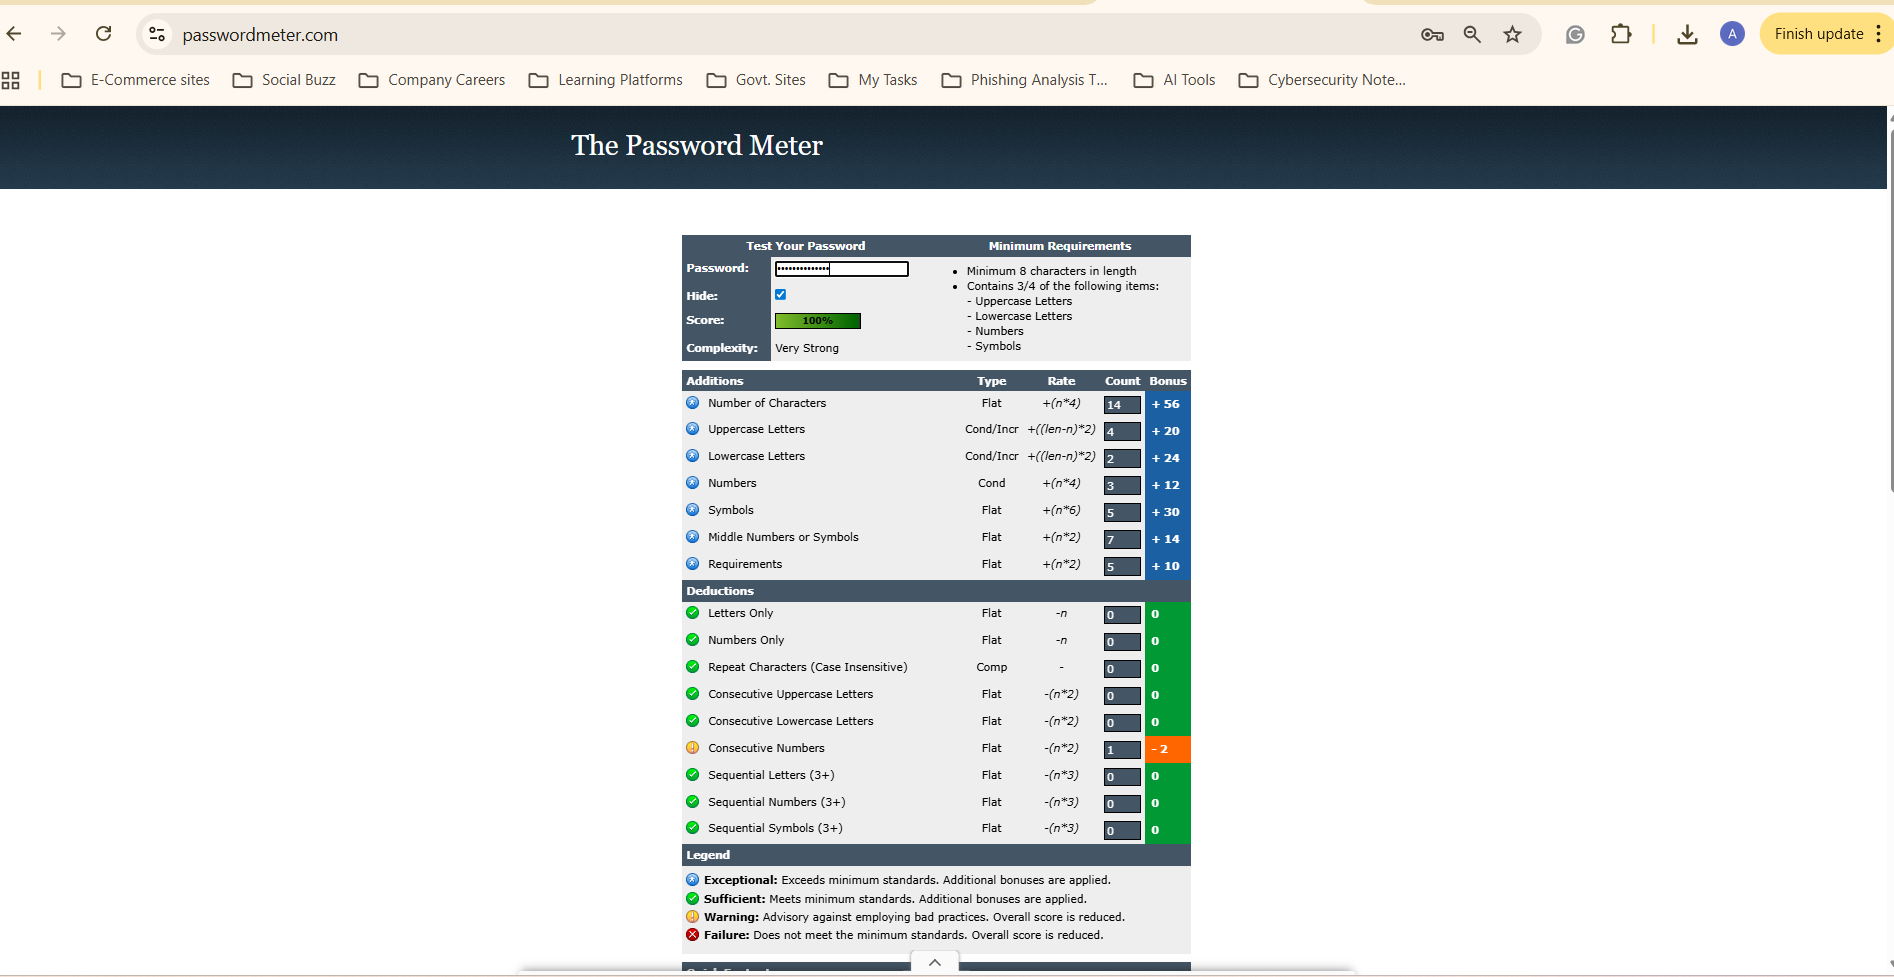 passwordmeter.com
A
Finish update
E-Commerce sites Social Buzz Company Careers Learning Platforms Govt. Sites My Tasks Phishing Analysis T... AI Tools Cybersecurity Note...
The Password Meter
Test Your Password Minimum Requirements
Password: ••••••••••••••
Hide:
Score: 100%
Complexity: Very Strong
• Minimum 8 characters in length
• Contains 3/4 of the following items:
- Uppercase Letters
- Lowercase Letters
- Numbers
- Symbols
Additions Type Rate Count Bonus
Number of Characters Flat +(n*4) 14 + 56
Uppercase Letters Cond/Incr +((len-n)*2) 4 + 20
Lowercase Letters Cond/Incr +((len-n)*2) 2 + 24
Numbers Cond +(n*4) 3 + 12
Symbols Flat +(n*6) 5 + 30
Middle Numbers or Symbols Flat +(n*2) 7 + 14
Requirements Flat +(n*2) 5 + 10
Deductions
Letters Only Flat -n 0 0
Numbers Only Flat -n 0 0
Repeat Characters (Case Insensitive) Comp - 0 0
Consecutive Uppercase Letters Flat -(n*2) 0 0
Consecutive Lowercase Letters Flat -(n*2) 0 0
Consecutive Numbers Flat -(n*2) 1 - 2
Sequential Letters (3+) Flat -(n*3) 0 0
Sequential Numbers (3+) Flat -(n*3) 0 0
Sequential Symbols (3+) Flat -(n*3) 0 0
Legend
Exceptional: Exceeds minimum standards. Additional bonuses are applied.
Sufficient: Meets minimum standards. Additional bonuses are applied.
Warning: Advisory against employing bad practices. Overall score is reduced.
Failure: Does not meet the minimum standards. Overall score is reduced.